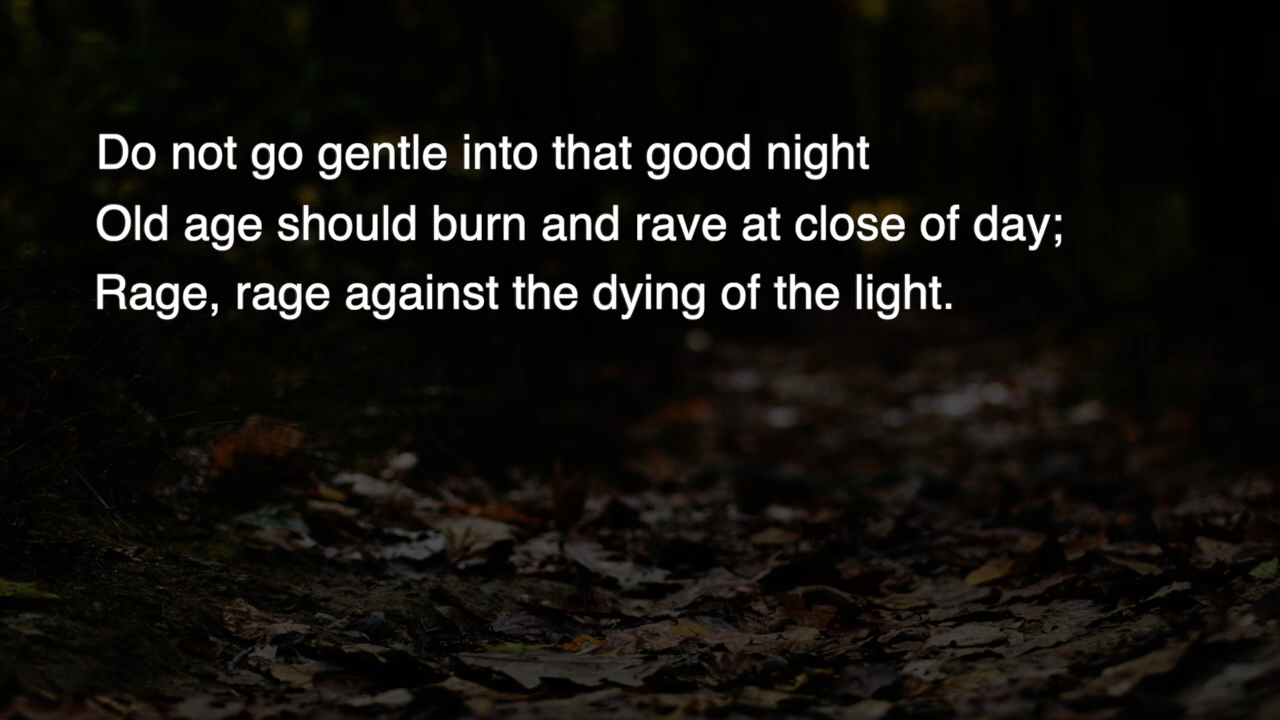 Do not go gentle into that good night
Old age should burn and rave at close of day;
Rage, rage against the dying of the light.